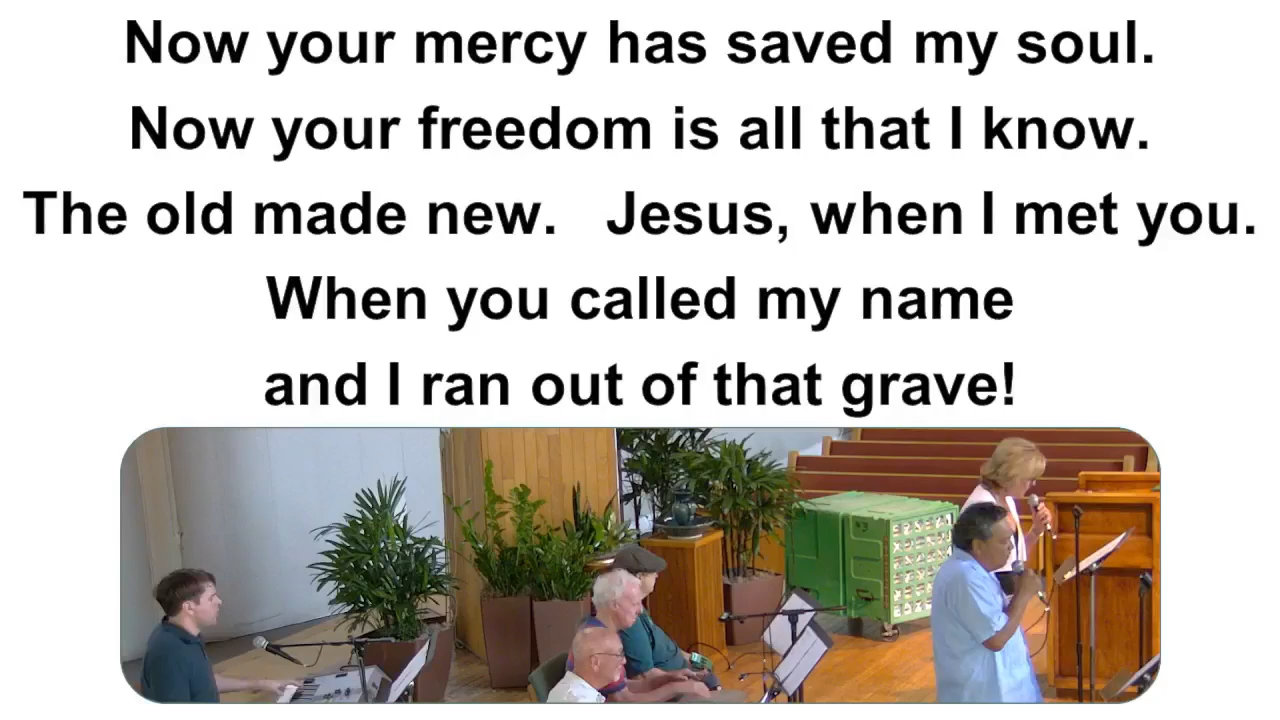 Now your mercy has saved my soul.
Now your freedom is all that I know.
The old made new. Jesus, when I met you.
When you called my name
and I ran out of that grave!